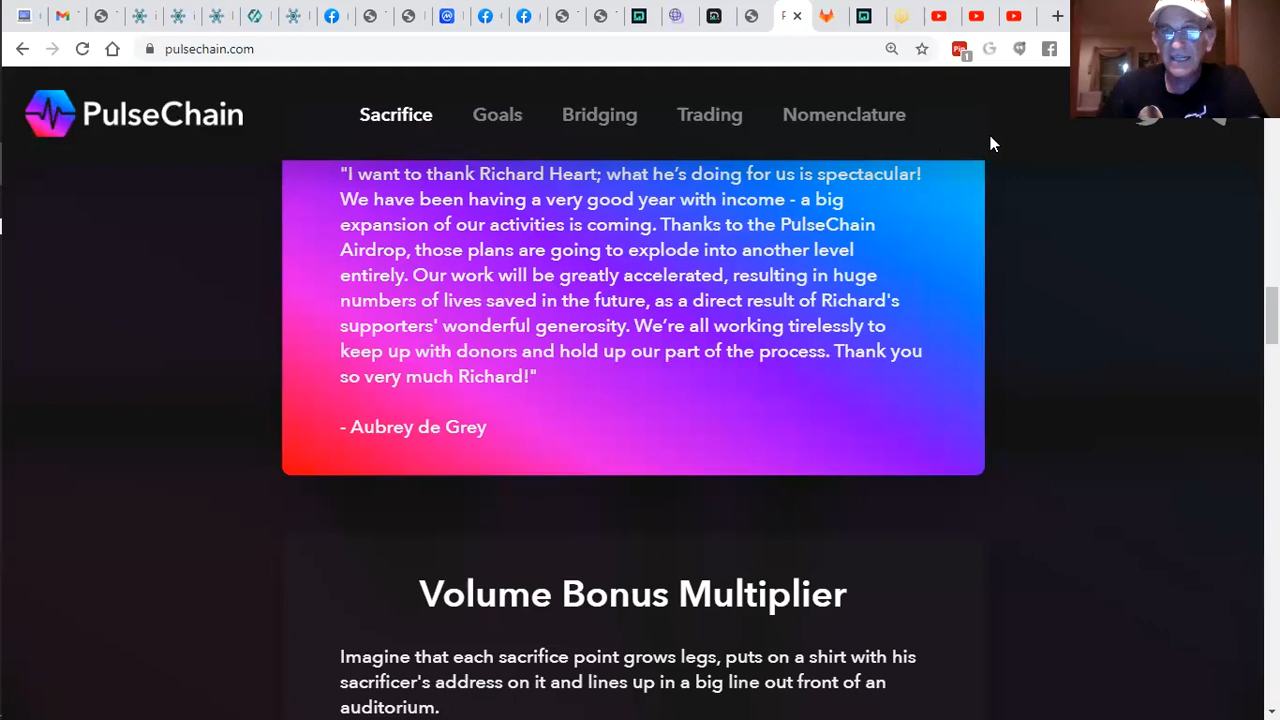 pulsechain.com
Pin
1
PulseChain
Sacrifice
Goals
Bridging
Trading
Nomenclature
"I want to thank Richard Heart; what he's doing for us is spectacular!
We have been having a very good year with income - a big
expansion of our activities is coming. Thanks to the PulseChain
Airdrop, those plans are going to explode into another level
entirely. Our work will be greatly accelerated, resulting in huge
numbers of lives saved in the future, as a direct result of Richard's
supporters' wonderful generosity. We’re all working tirelessly to
keep up with donors and hold up our part of the process. Thank you
so very much Richard!"
- Aubrey de Grey
Volume Bonus Multiplier
Imagine that each sacrifice point grows legs, puts on a shirt with his
sacrificer's address on it and lines up in a big line out front of an
auditorium.